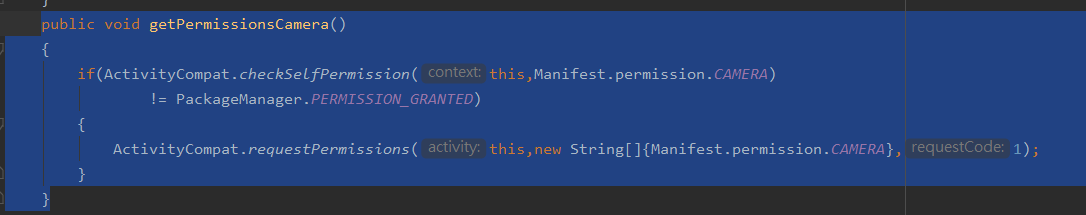 }
public void getPermissionsCamera()
{
if(ActivityCompat.checkSelfPermission( context: this,Manifest.permission.CAMERA)
!= PackageManager.PERMISSION_GRANTED)
{
ActivityCompat.requestPermissions( activity: this,new String[]{Manifest.permission.CAMERA}, requestCode: 1);
}
}